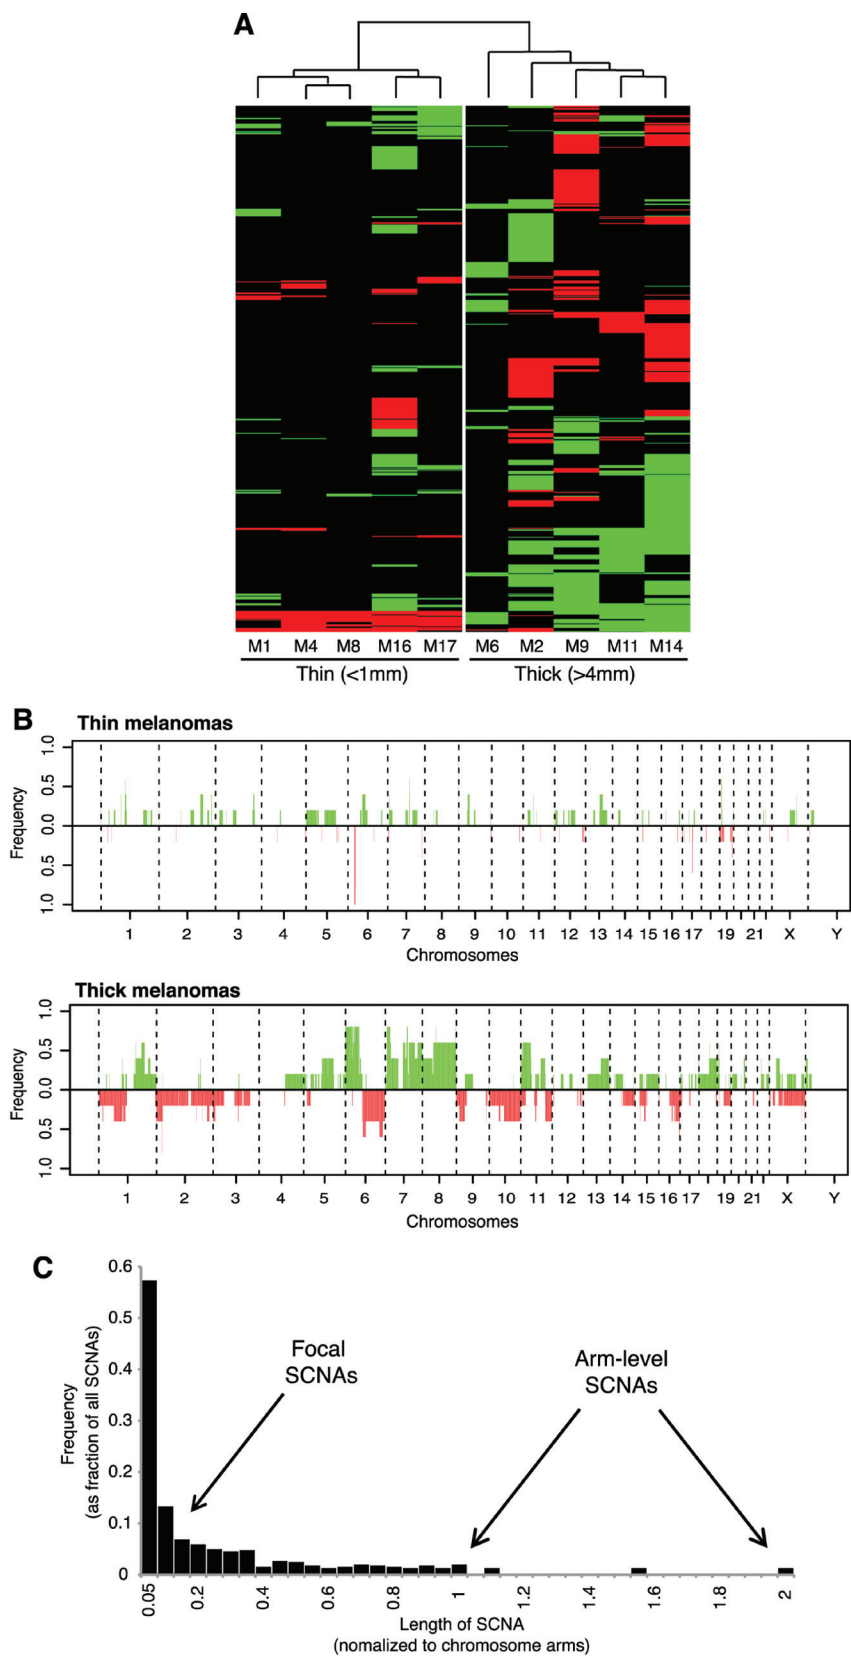 A
M1 M4 M8 M16 M17 M6 M2 M9 M11 M14
Thin (<1mm) Thick (>4mm)
B
Thin melanomas
Frequency
1.0
0.5
0.0
0.5
1.0
1 2 3 4 5 6 7 8 9 10 11 12 13 14 15 16 17 19 21 X Y
Chromosomes
Thick melanomas
Frequency
1.0
0.5
0.0
0.5
1.0
1 2 3 4 5 6 7 8 9 10 11 12 13 14 15 16 17 19 21 X Y
Chromosomes
C
Frequency
(as fraction of all SCNAs)
0.6
0.5
0.4
0.3
0.2
0.1
0
Focal
SCNAs
Arm-level
SCNAs
0.05 0.2 0.4 0.6 0.8 1 1.2 1.4 1.6 1.8 2
Length of SCNA
(nomalized to chromosome arms)